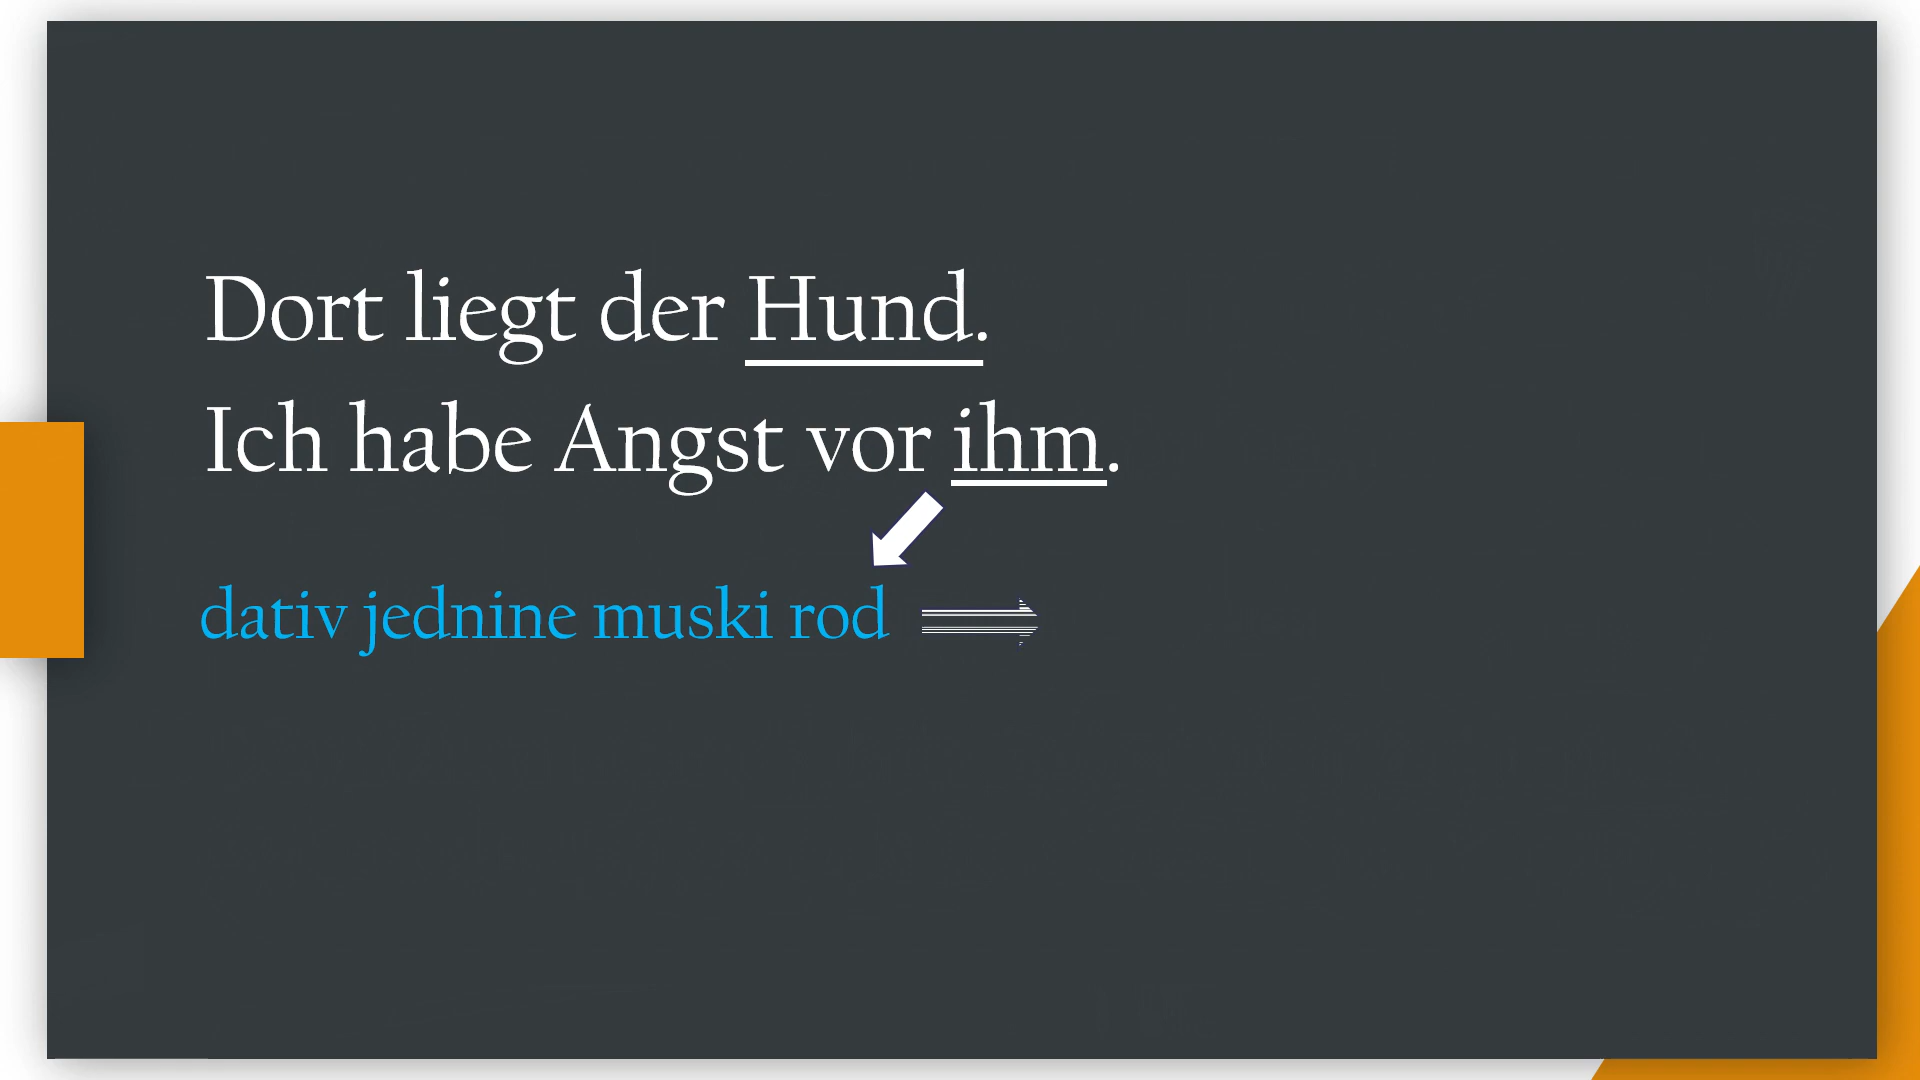 Dort liegt der Hund.
Ich habe Angst vor ihm.
dativ jednine muski rod